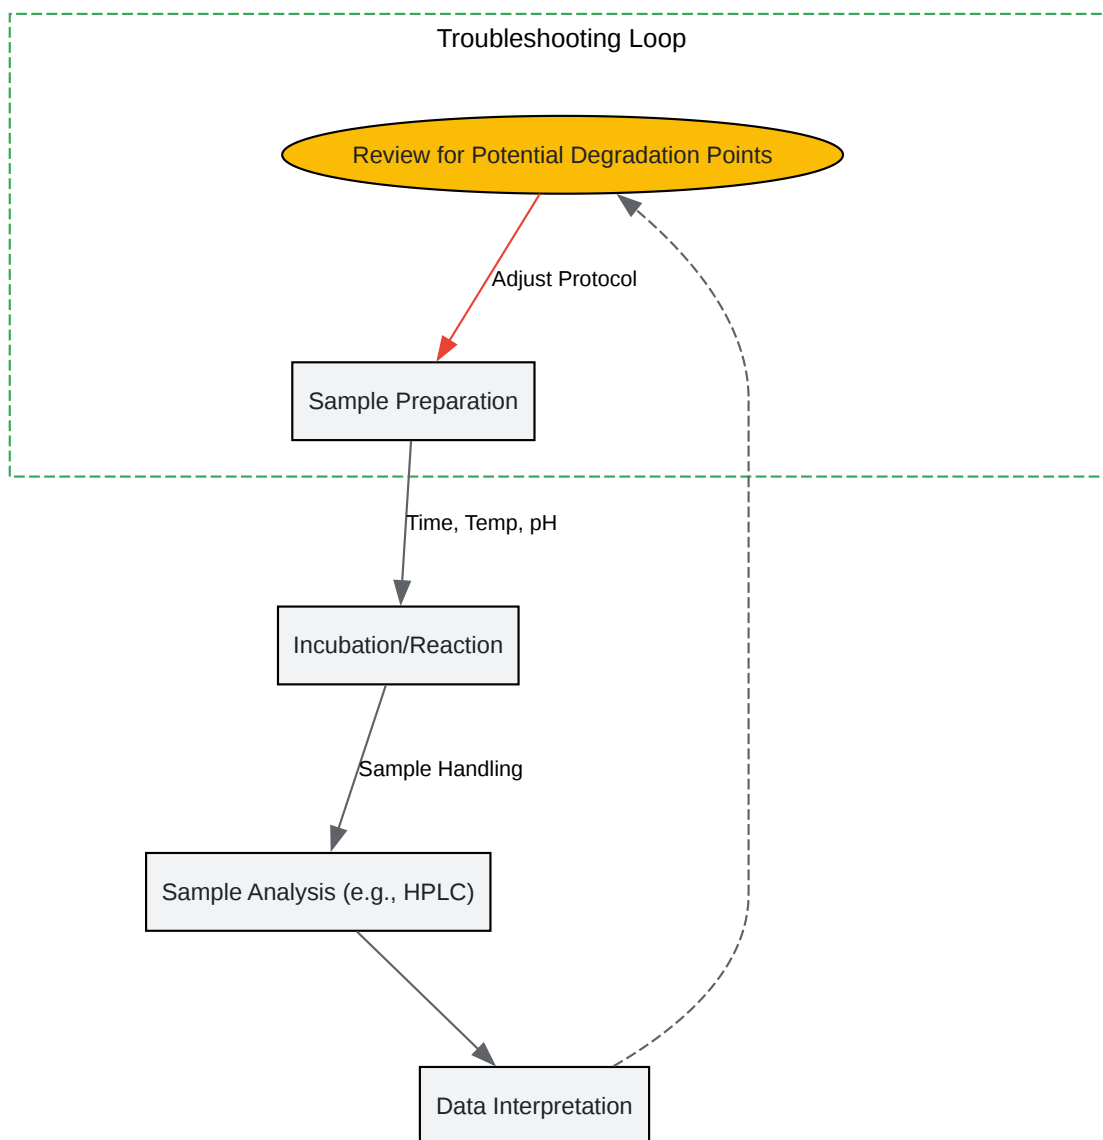 Troubleshooting Loop
Review for Potential Degradation Points
Adjust Protocol
Sample Preparation
Time, Temp, pH
Incubation/Reaction
Sample Handling
Sample Analysis (e.g., HPLC)
Data Interpretation